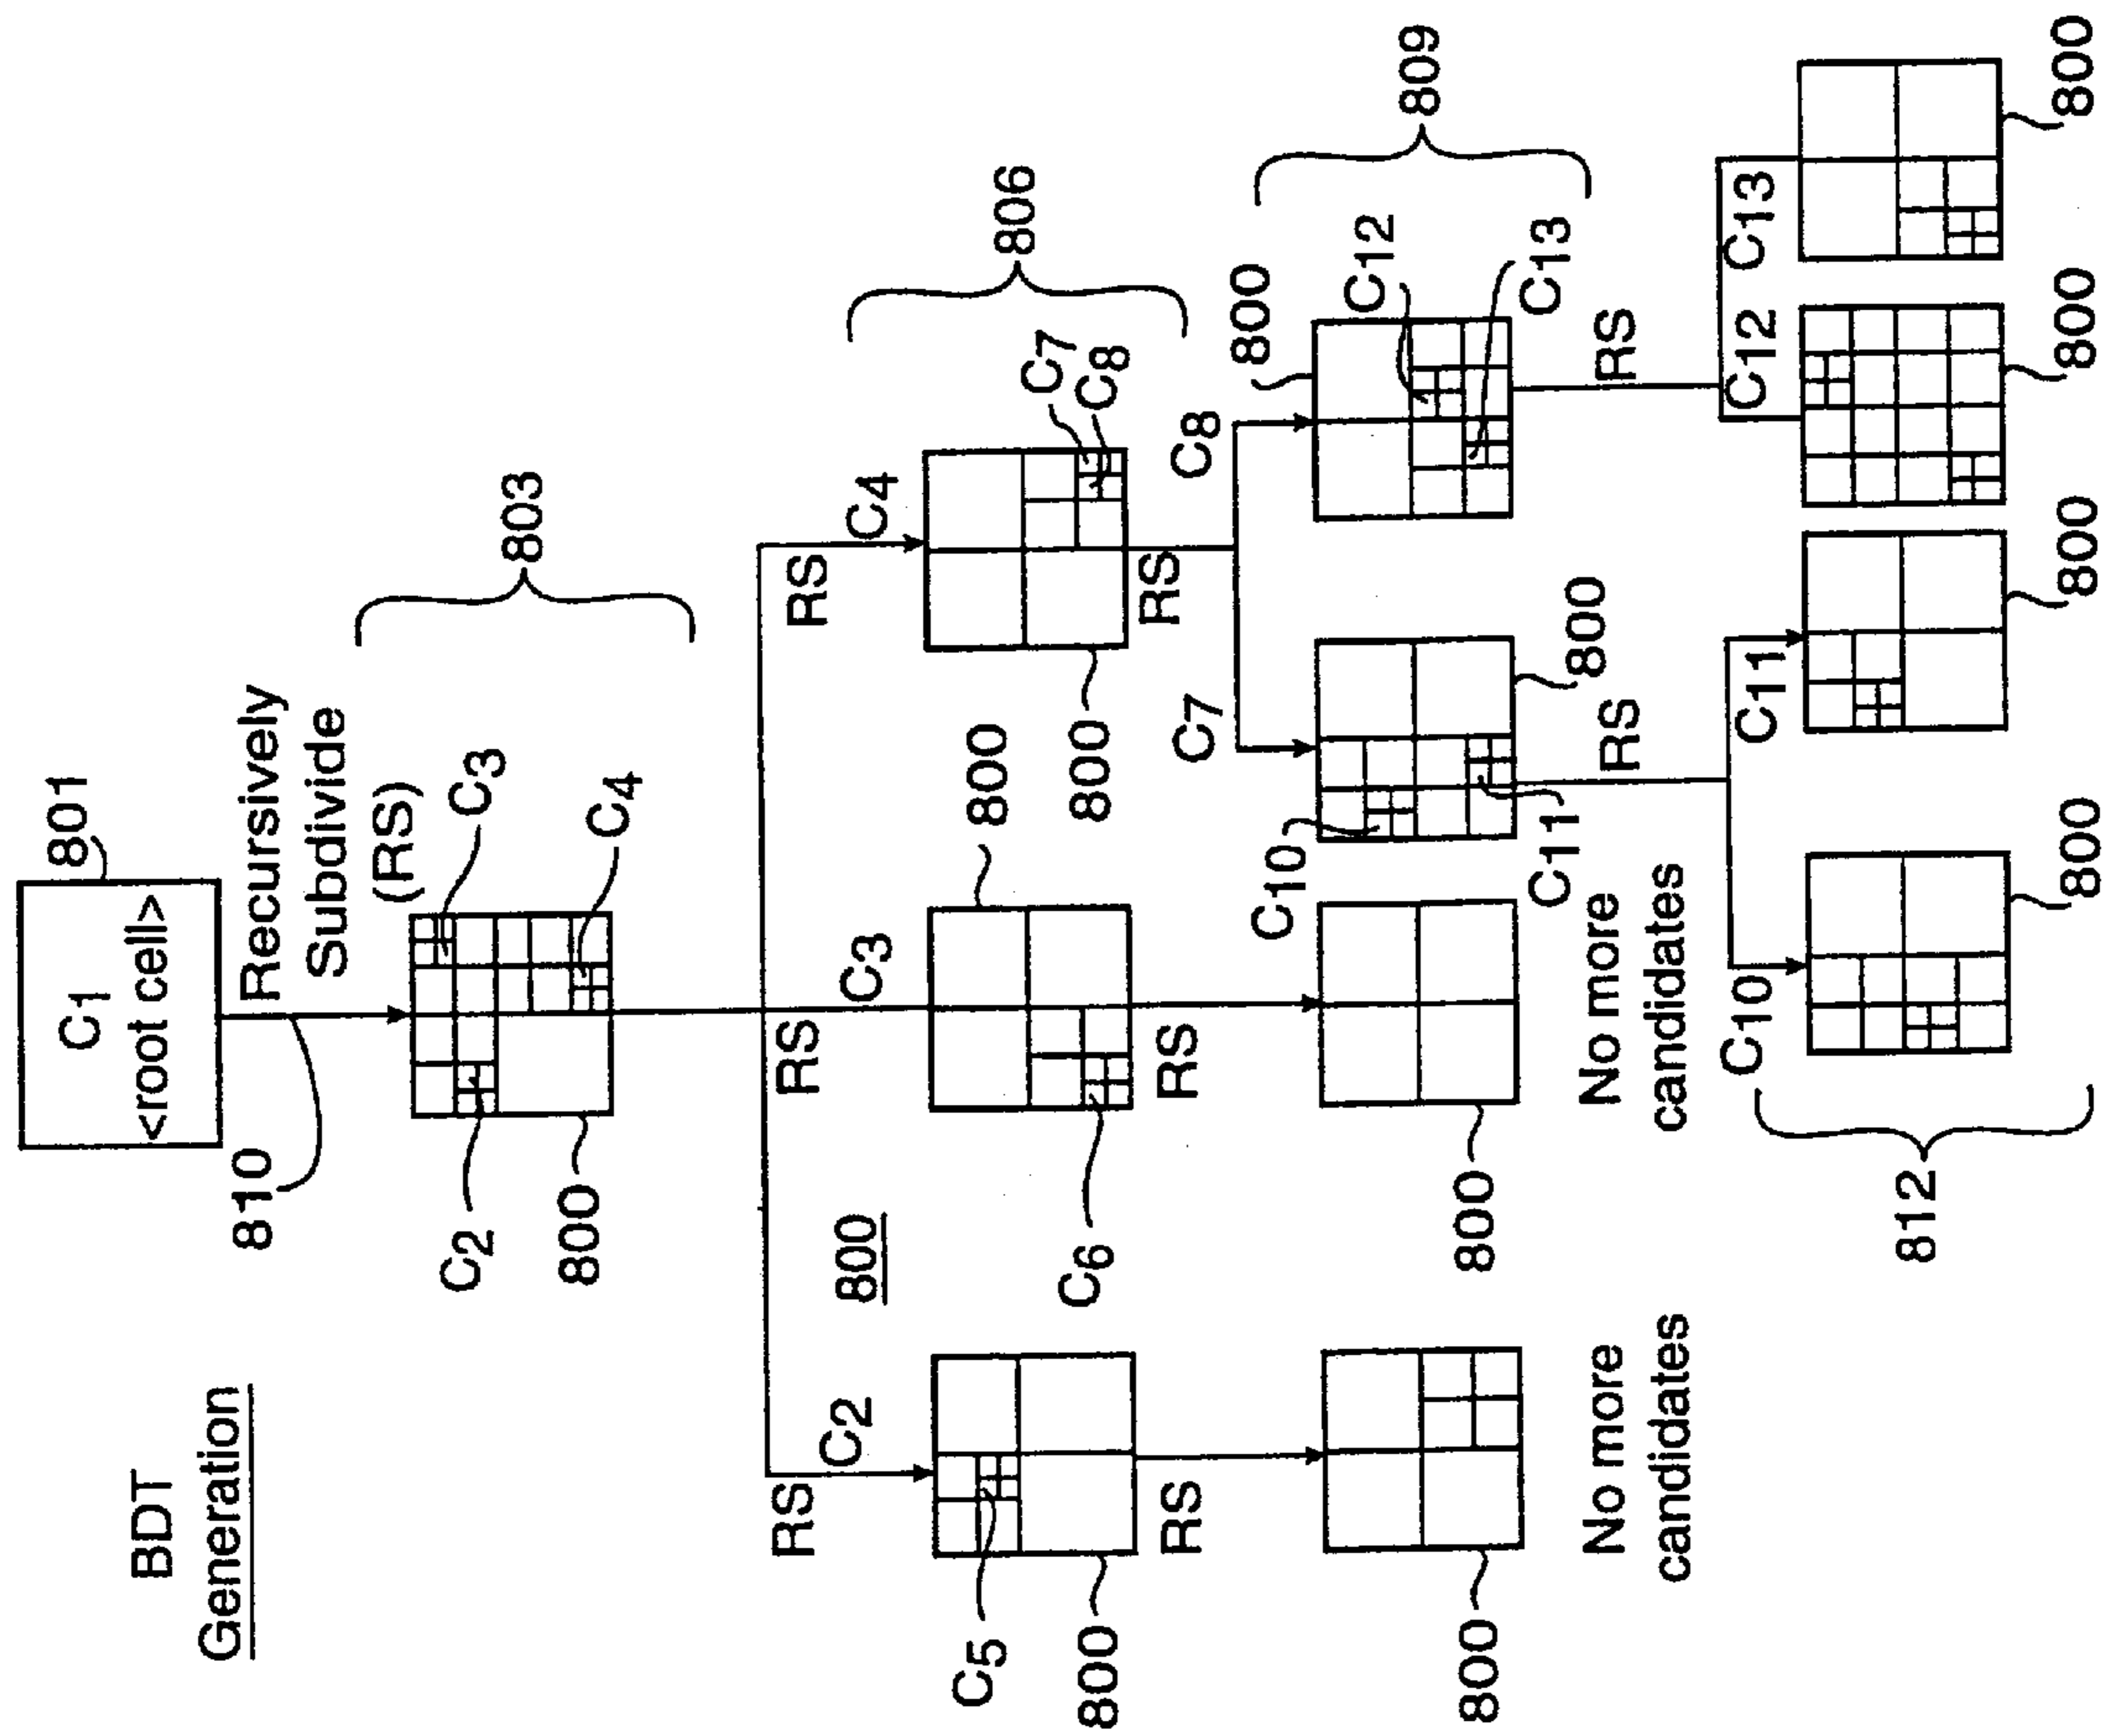 BDT
Generation
C1
<root cell>
801
810
Recursively
Subdivide
(RS)
803
C2
C3
C4
800
RS
C2
RS
C3
RS
C4
806
800
C5
800
C6
800
800
C7
C8
800
RS
RS
RS
C7
C8
809
800
No more
candidates
800
No more
candidates
C10
C11
800
RS
800
C12
C13
RS
812
C10
C11
C12
C13
800
800
800
800